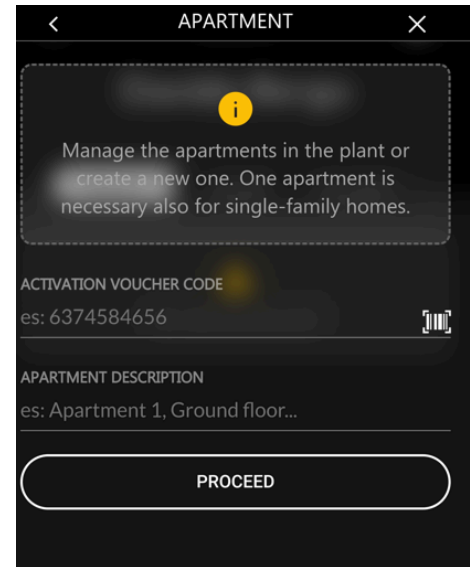 APARTMENT
i
Manage the apartments in the plant or
create a new one. One apartment is
necessary also for single-family homes.
ACTIVATION VOUCHER CODE
es: 6374584656
APARTMENT DESCRIPTION
es: Apartment 1, Ground floor...
PROCEED